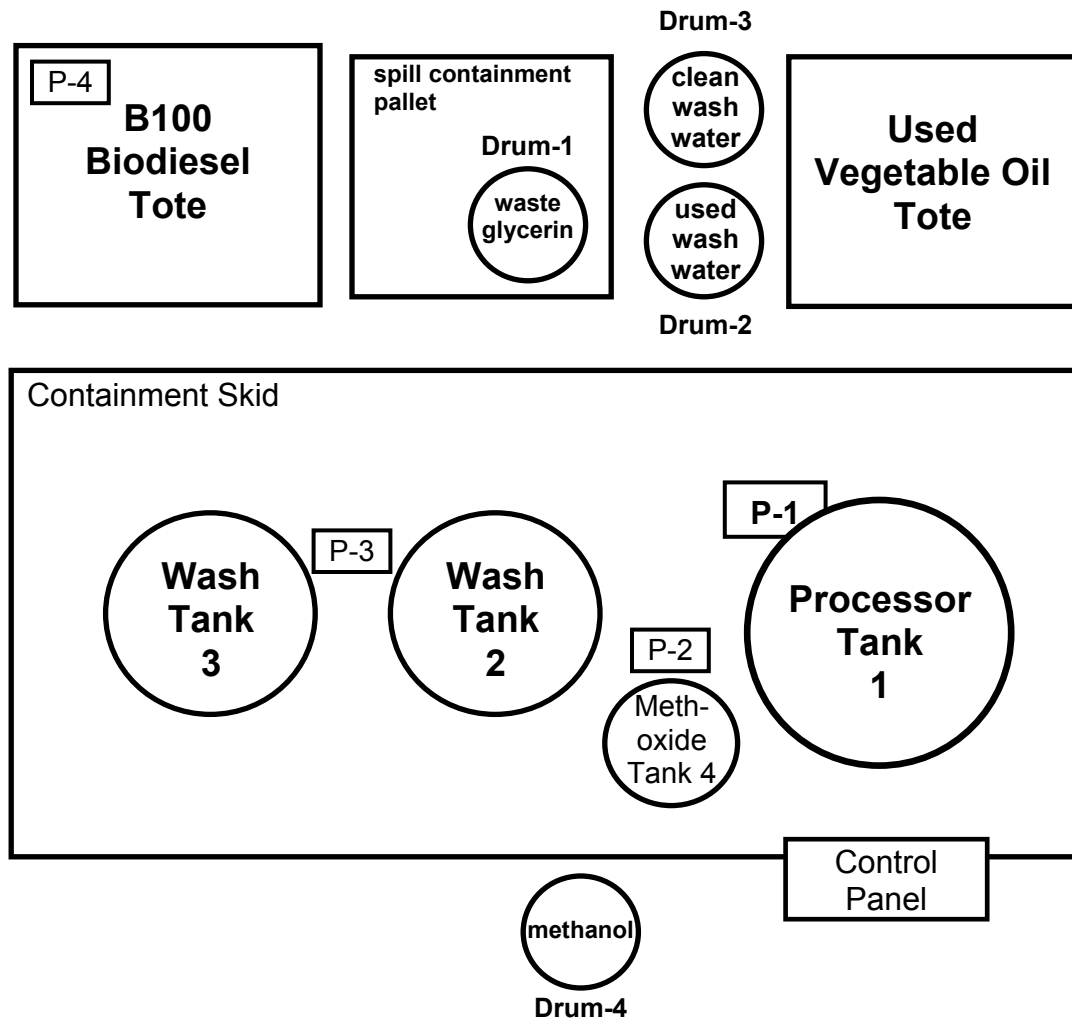 Drum-3
P-4
B100
Biodiesel
Tote
spill containment
pallet
Drum-1
waste
glycerin
clean
wash
water
used
wash
water
Drum-2
Used
Vegetable Oil
Tote
Containment Skid
Wash
Tank
3
P-3
Wash
Tank
2
P-2
Meth-
oxide
Tank 4
P-1
Processor
Tank
1
Control
Panel
methanol
Drum-4